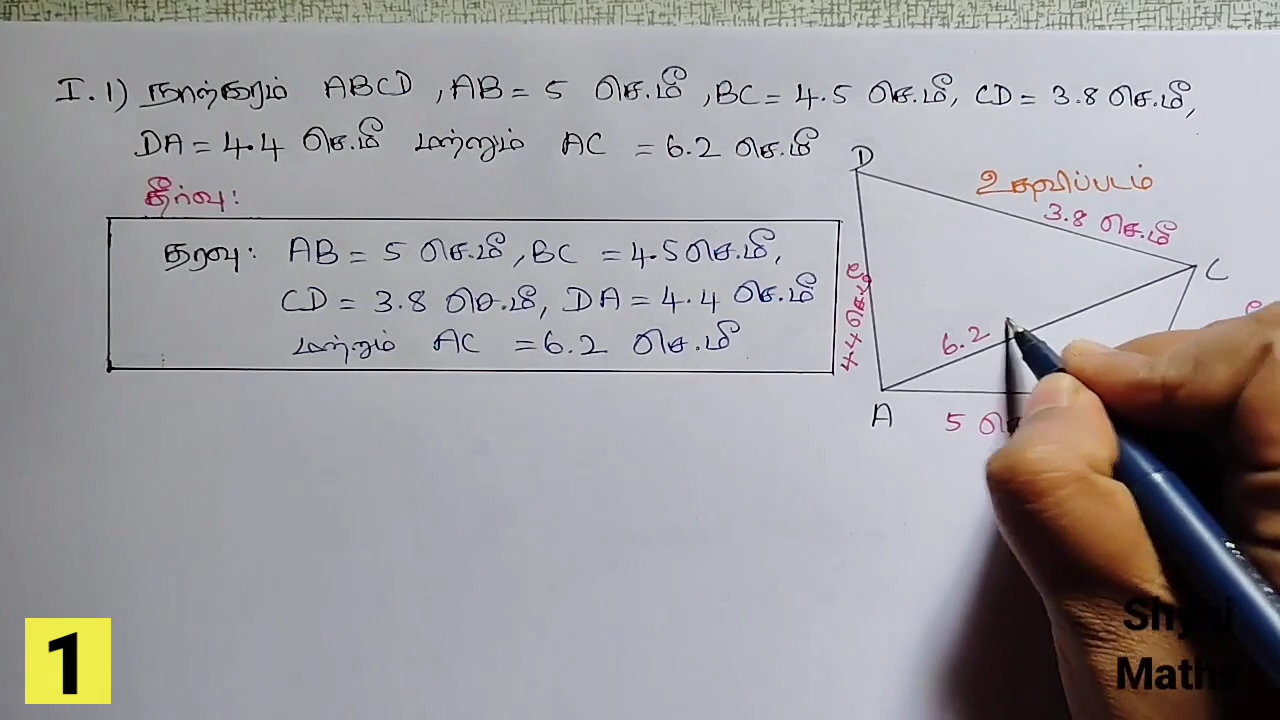 I. 1) நாற்கரம் ABCD , AB = 5 செ.மீ , BC = 4.5 செ.மீ, CD = 3.8 செ.மீ,
DA = 4.4 செ.மீ மற்றும் AC = 6.2 செ.மீ
தீர்வு:
தரவு: AB = 5 செ.மீ , BC = 4.5 செ.மீ,
CD = 3.8 செ.மீ, DA = 4.4 செ.மீ
மற்றும் AC = 6.2 செ.மீ
உதவிப்படம்
D
3.8 செ.மீ
C
4.4 செ.மீ
6.2
A
5
1
Maths